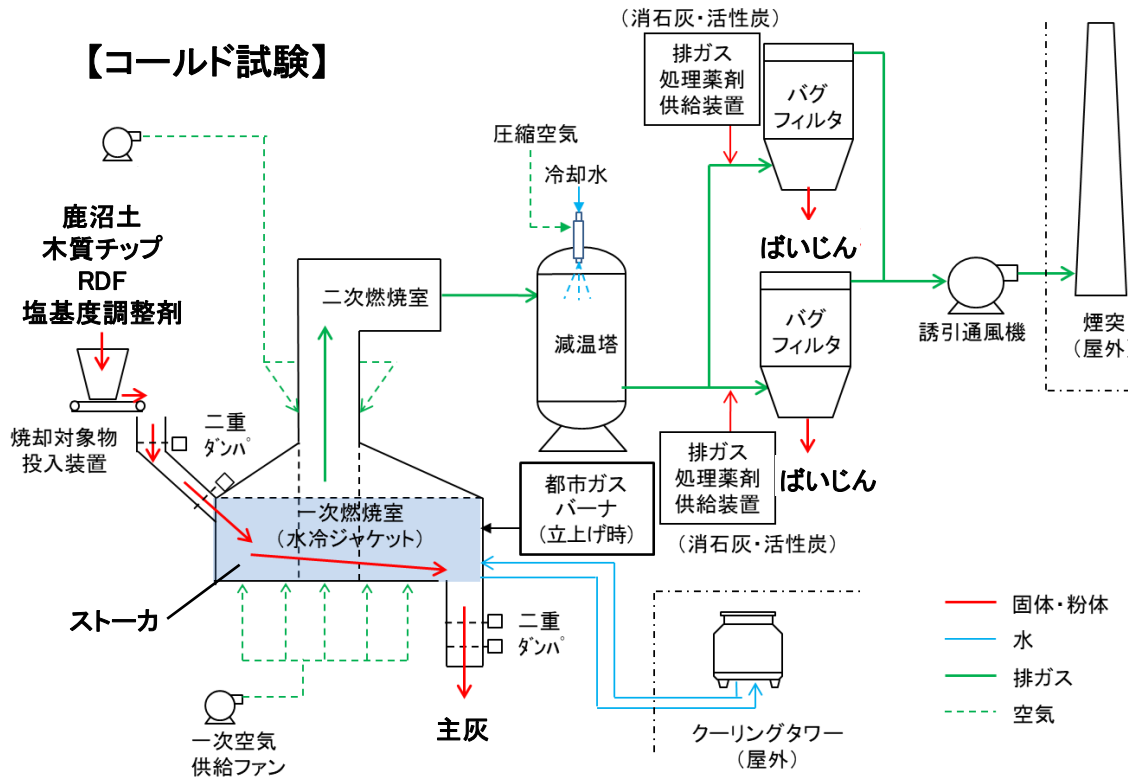 【コールド試験】
(消石灰・活性炭)
排ガス
処理薬剤
供給装置
バグ
フィルタ
圧縮空気
冷却水
鹿沼土
木質チップ
RDF
塩基度調整剤
ばいじん
二次燃焼室
減温塔
バグ
フィルタ
誘引通風機
煙突
(屋外)
焼却対象物
投入装置
二重
ダンパ
排ガス
処理薬剤
供給装置
ばいじん
(消石灰・活性炭)
都市ガス
バーナ
(立上げ時)
一次燃焼室
(水冷ジャケット)
ストーカ
二重
ダンパ
主灰
一次空気
供給ファン
クーリングタワー
(屋外)
固体・粉体
水
排ガス
空気